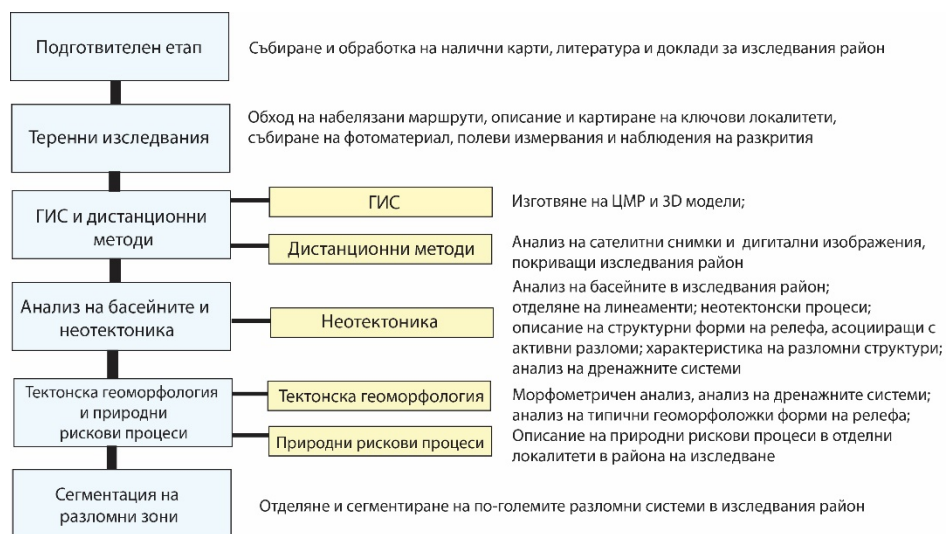 Подготвителен етап
Събиране и обработка на налични карти, литература и доклади за изследвания район
Теренни изследвания
Обход на набелязани маршрути, описание и картиране на ключови локалитети,
събиране на фотоматериал, полеви измервания и наблюдения на разкрития
ГИС и дистанционни
методи
ГИС
Изготвяне на ЦМР и 3D модели;
Дистанционни методи
Анализ на сателитни снимки и дигитални изображения,
покриващи изследвания район
Анализ на басейните и
неотектоника
Неотектоника
Анализ на басейните в изследвания район;
отделяне на линеаменти; неотектонски процеси;
описание на структурни форми на релефа, асоцииращи с
активни разломи; характеристика на разломни структури;
анализ на дренажните системи
Тектонска геоморфология
и природни
рискови процеси
Тектонска геоморфология
Морфометричен анализ, анализ на дренажните системи;
анализ на типични геоморфоложки форми на релефа;
Природни рискови процеси
Описание на природни рискови процеси в отделни
локалитети в района на изследване
Сегментация на
разломни зони
Отделяне и сегментиране на по-големите разломни системи в изследвания район